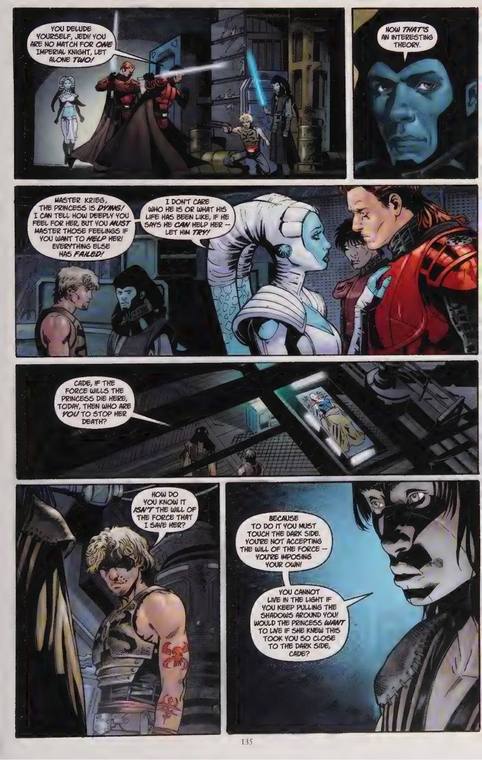 YOU DELUDE
YOURSELF, JEDI! YOU
ARE NO MATCH FOR ONE
IMPERIAL KNIGHT, LET
ALONE TWO!
NOW THAT'S
AN INTERESTING
THEORY.
MASTER KRIEG,
THE PRINCESS IS DYING!
I CAN TELL HOW DEEPLY YOU
FEEL FOR HER, BUT YOU MUST
MASTER THOSE FEELINGS IF
YOU WANT TO HELP HER!
EVERYTHING ELSE
HAS FAILED!
I DON'T CARE
WHO HE IS OR WHAT HIS
LIFE HAS BEEN LIKE, IF HE
SAYS HE CAN HELP HER --
LET HIM TRY!
CADE, IF THE
FORCE WILLS THE
PRINCESS DIE HERE,
TODAY, THEN WHO ARE
YOU TO STOP HER
DEATH?
HOW DO
YOU KNOW IT
ISN'T THE WILL OF
THE FORCE THAT
I SAVE HER?
BECAUSE
TO DO IT YOU MUST
TOUCH THE DARK SIDE.
YOU'RE NOT ACCEPTING
THE WILL OF THE FORCE --
YOU'RE IMPOSING
YOUR OWN!
YOU CANNOT
LIVE IN THE LIGHT IF
YOU KEEP PULLING THE
SHADOWS AROUND YOU!
WOULD THE PRINCESS WANT
TO LIVE IF SHE KNEW THIS
TOOK YOU SO CLOSE
TO THE DARK SIDE,
CADE?
135